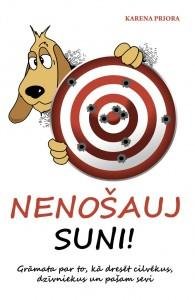 KARENA PRIORA
NENOŠAUJ
SUNI!
Grāmata par to, kā dresēt cilvēkus,
dzīvniekus un pašam sevi